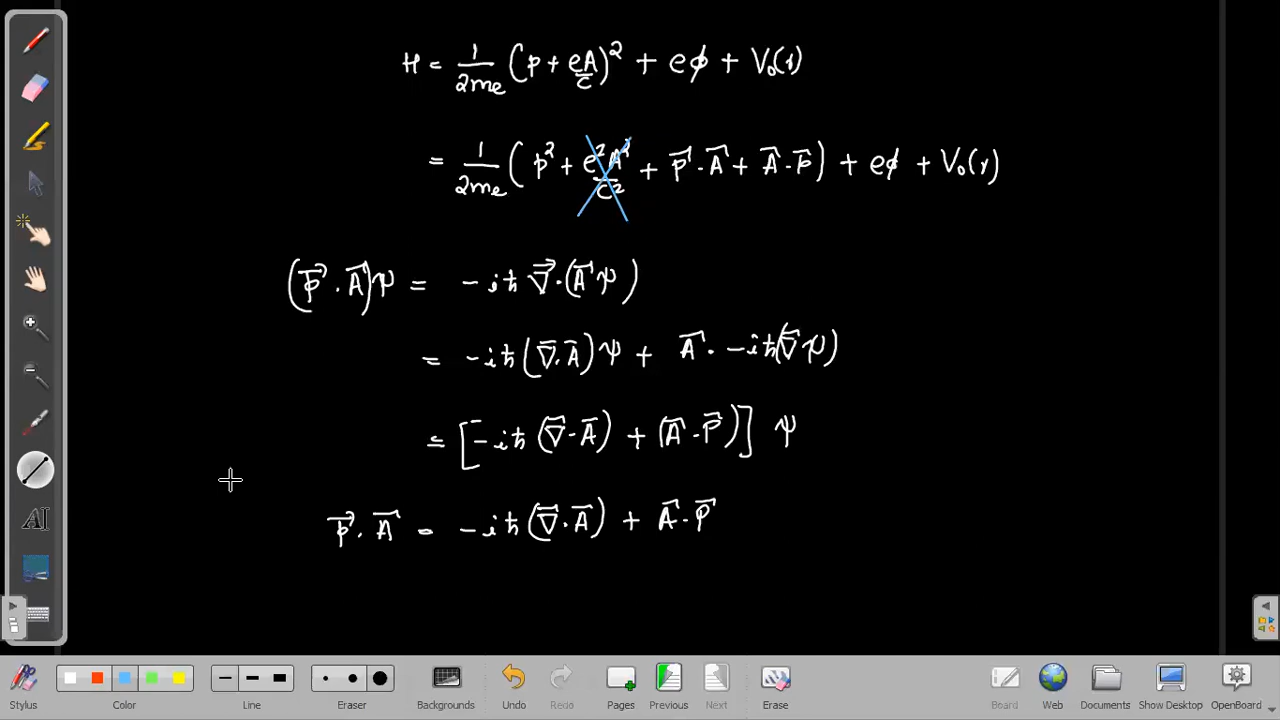 H = 1/2me (p + eA/c)² + eϕ + V₀(r)
= 1/2me (p² + e²A²/c² + p⃗·A⃗ + A⃗·p⃗) + eϕ + V₀(r)
(p⃗·A⃗)ψ = -iħ ∇⃗·(A⃗ψ)
= -iħ(∇⃗·A⃗)ψ + A⃗·-iħ(∇⃗ψ)
= [-iħ(∇⃗·A⃗) + (A⃗·p⃗)] ψ
p⃗·A⃗ = -iħ(∇⃗·A⃗) + A⃗·p⃗
AI
Stylus Color Line Eraser Backgrounds Undo Redo Pages Previous Next Erase Board Web Documents Show Desktop OpenBoard